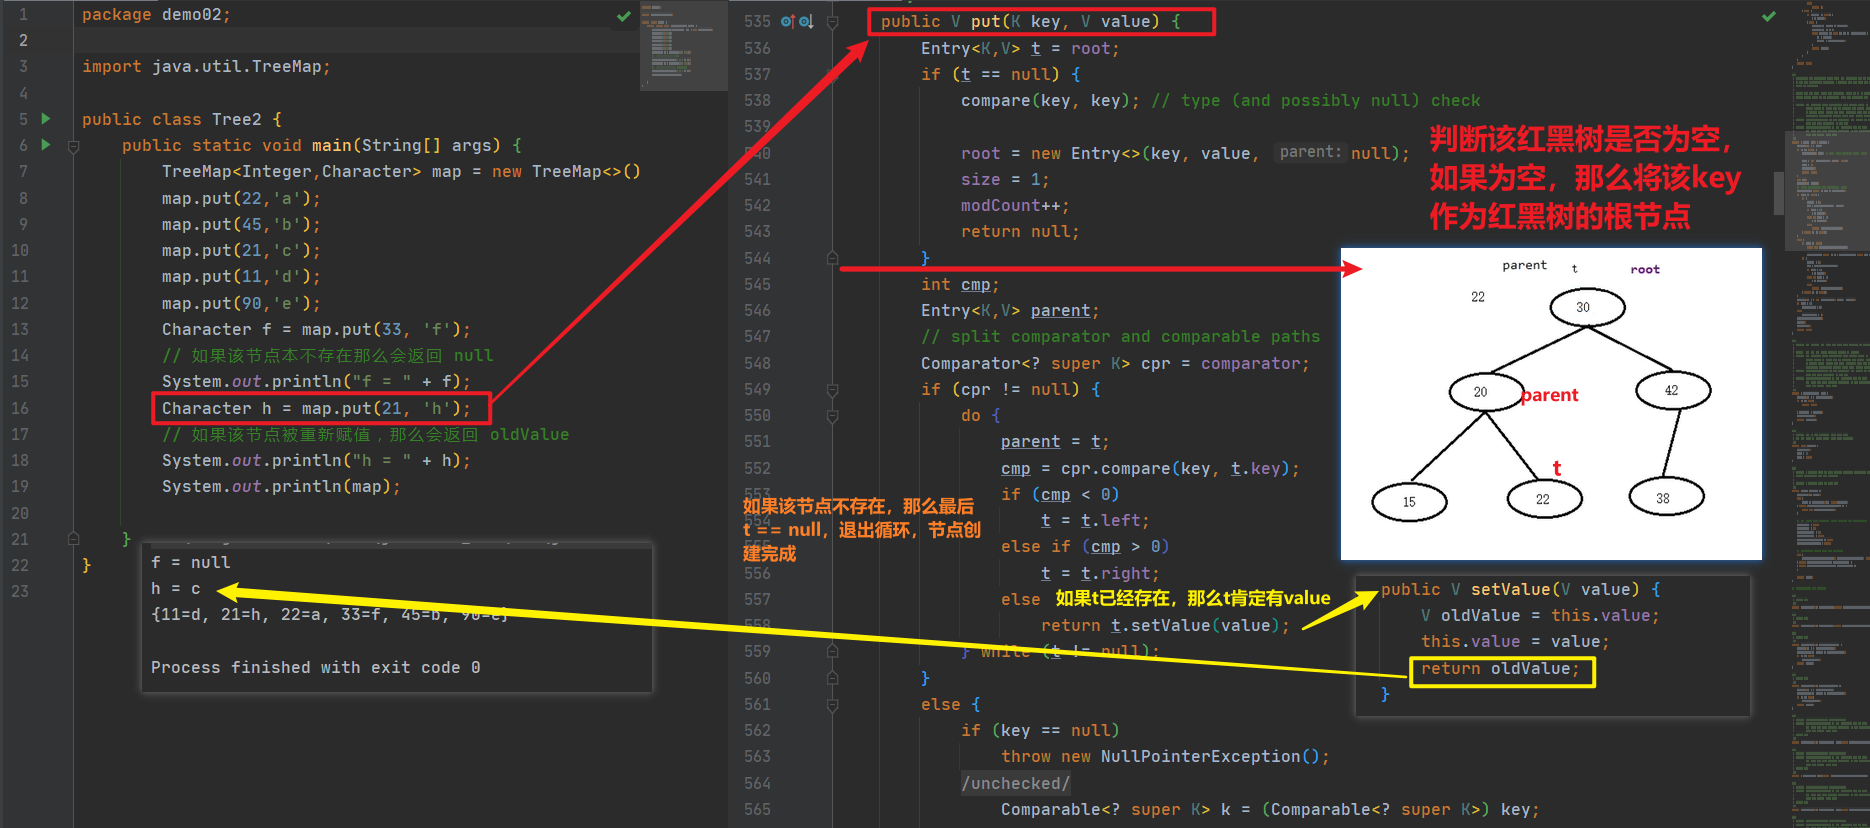 1 package demo02;
2
3 import java.util.TreeMap;
4
5 public class Tree2 {
6 public static void main(String[] args) {
7 TreeMap<Integer,Character> map = new TreeMap<>()
8 map.put(22,'a');
9 map.put(45,'b');
10 map.put(21,'c');
11 map.put(11,'d');
12 map.put(90,'e');
13 Character f = map.put(33, 'f');
14 // 如果该节点本不存在那么会返回 null
15 System.out.println("f = " + f);
16 Character h = map.put(21, 'h');
17 // 如果该节点被重新赋值，那么会返回 oldValue
18 System.out.println("h = " + h);
19 System.out.println(map);
20
21 }
22 }
23
f = null
h = c
{11=d, 21=h, 22=a, 33=f, 45=b, 90=e}
Process finished with exit code 0
535 public V put(K key, V value) {
536 Entry<K,V> t = root;
537 if (t == null) {
538 compare(key, key); // type (and possibly null) check
539
540 root = new Entry<>(key, value, parent: null);
541 size = 1;
542 modCount++;
543 return null;
544 }
545 int cmp;
546 Entry<K,V> parent;
547 // split comparator and comparable paths
548 Comparator<? super K> cpr = comparator;
549 if (cpr != null) {
550 do {
551 parent = t;
552 cmp = cpr.compare(key, t.key);
553 if (cmp < 0)
554 t = t.left;
else if (cmp > 0)
556 t = t.right;
557 else
558 return t.setValue(value);
559 } while (t != null);
560 }
561 else {
562 if (key == null)
563 throw new NullPointerException();
564 /unchecked/
565 Comparable<? super K> k = (Comparable<? super K>) key;
如果该节点不存在，那么最后
t == null，退出循环，节点创
建完成
如果t已经存在，那么t肯定有value
判断该红黑树是否为空，
如果为空，那么将该key
作为红黑树的根节点
parent t root
22
30
20 parent 42
t
15 22 38
public V setValue(V value) {
V oldValue = this.value;
this.value = value;
return oldValue;
}